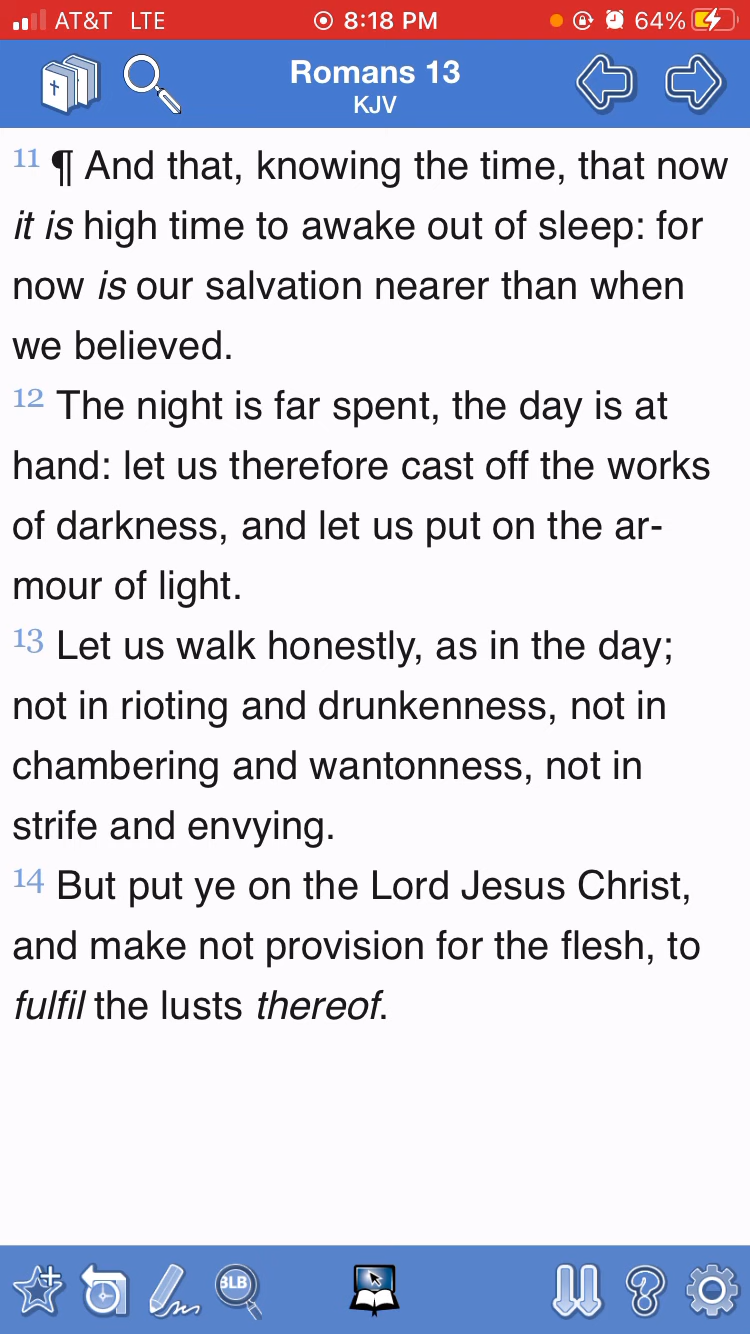 AT&T LTE 8:18 PM 64%
Romans 13
KJV
11 ¶ And that, knowing the time, that now
it is high time to awake out of sleep: for
now is our salvation nearer than when
we believed.
12 The night is far spent, the day is at
hand: let us therefore cast off the works
of darkness, and let us put on the ar-
mour of light.
13 Let us walk honestly, as in the day;
not in rioting and drunkenness, not in
chambering and wantonness, not in
strife and envying.
14 But put ye on the Lord Jesus Christ,
and make not provision for the flesh, to
fulfil the lusts thereof.
BLB